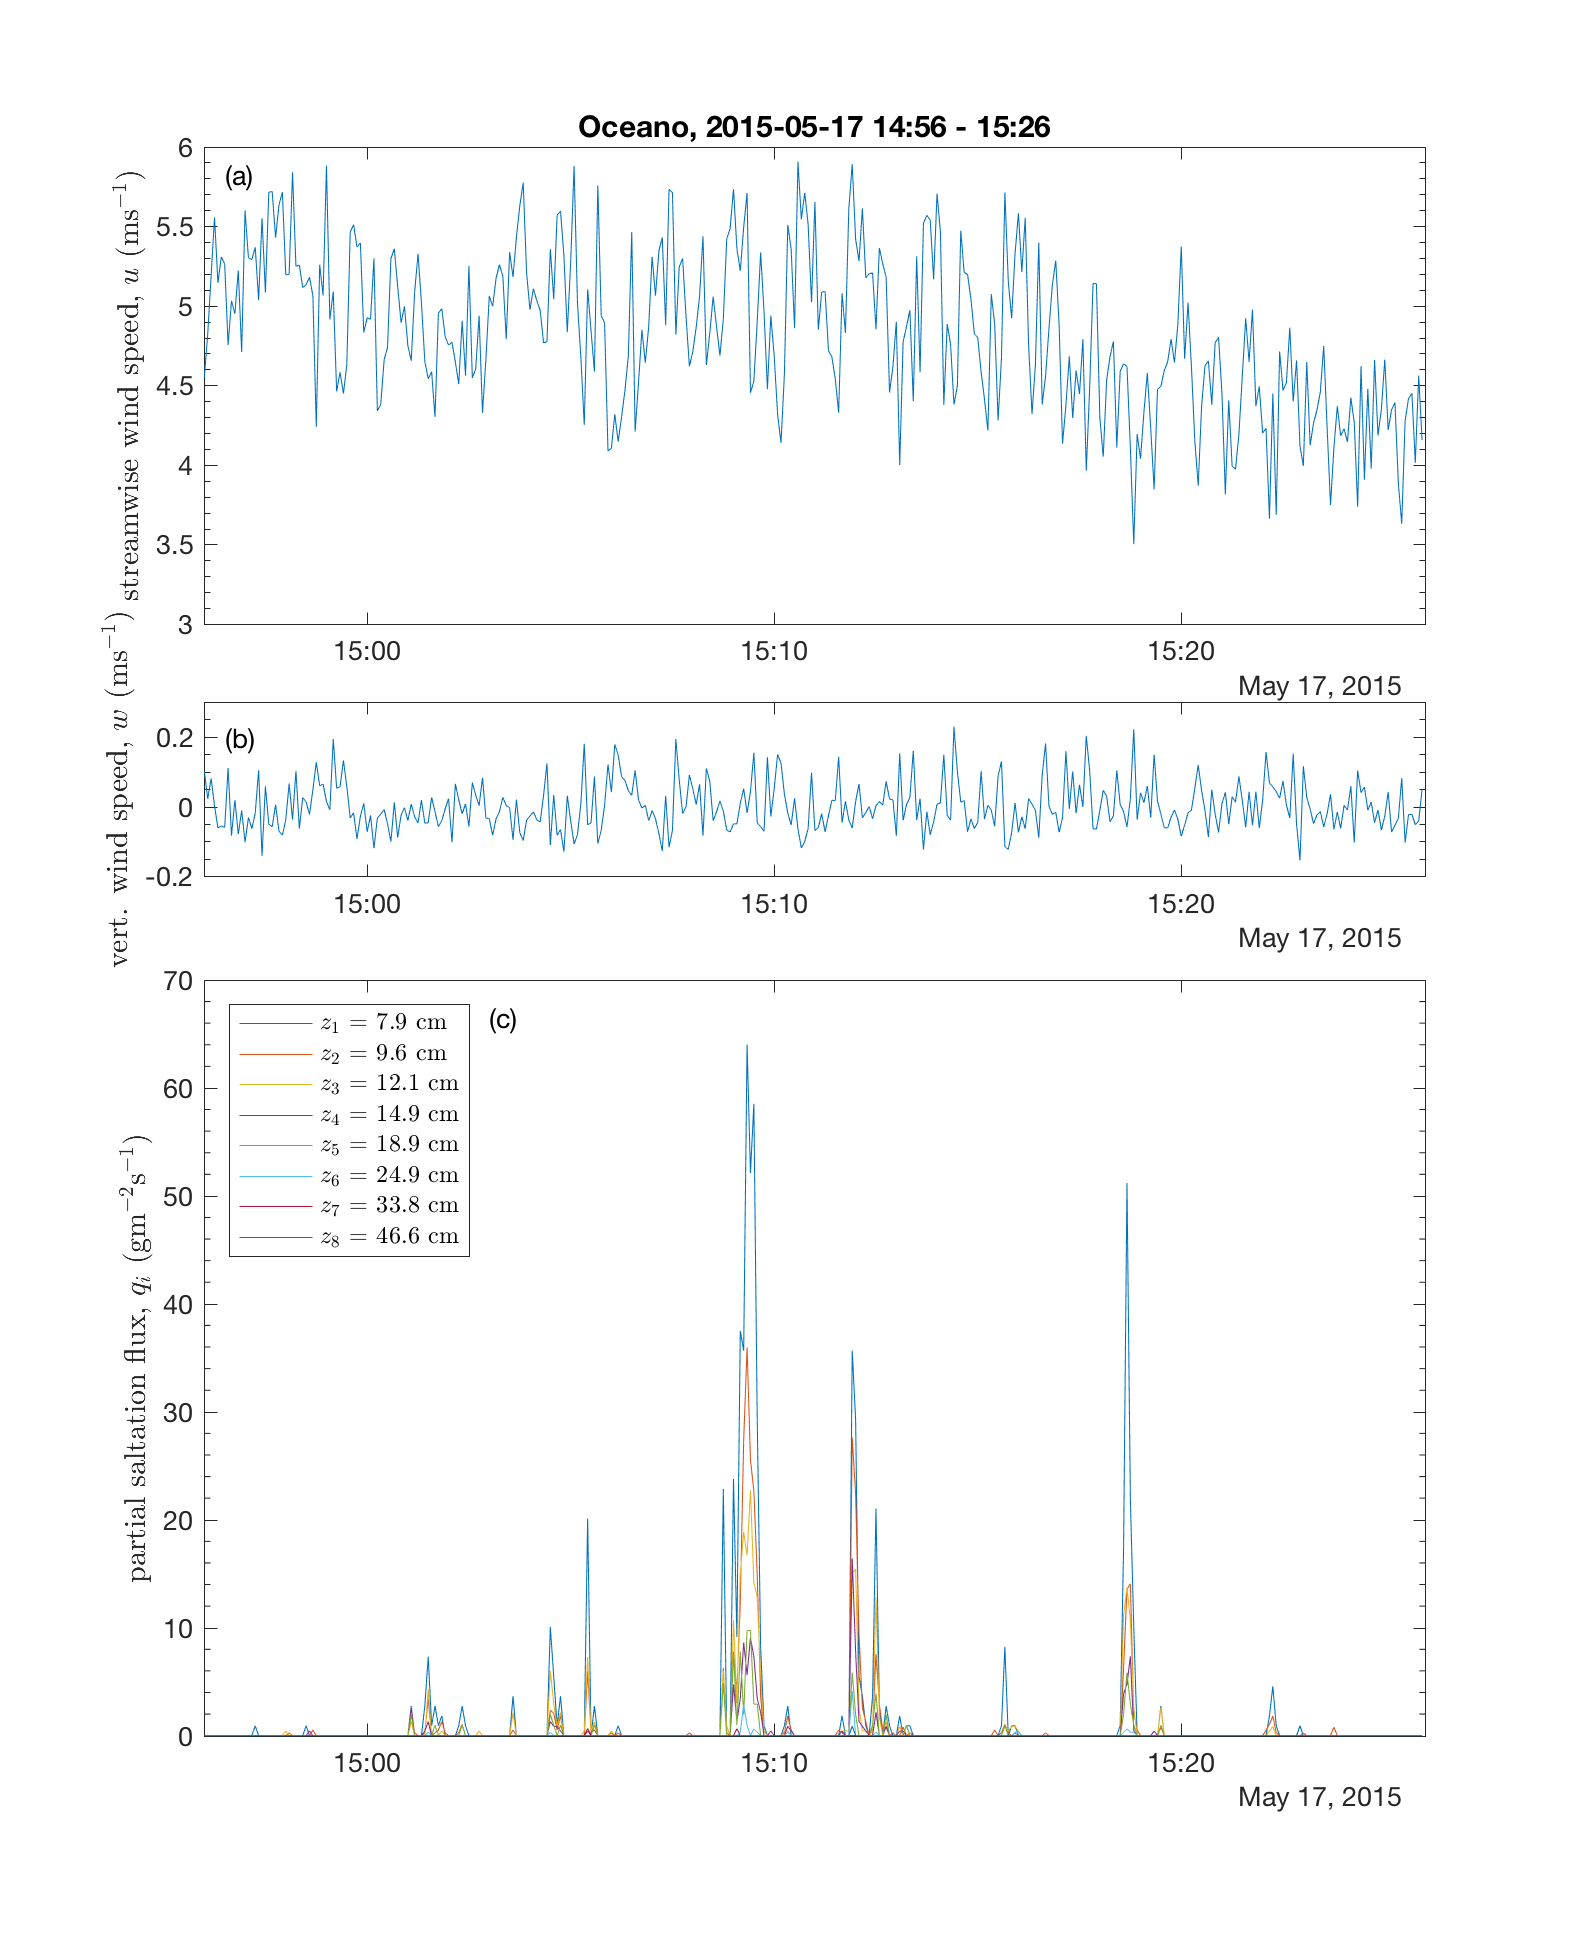 Oceano, 2015-05-17 14:56 - 15:26
(a)
streamwise wind speed, u (ms⁻¹)
6
5.5
5
4.5
4
3.5
3
15:00 15:10 15:20
May 17, 2015
(b)
vert. wind speed, w (ms⁻¹)
0.2
0
-0.2
15:00 15:10 15:20
May 17, 2015
(c)
partial saltation flux, qᵢ (gm⁻²s⁻¹)
70
60
50
40
30
20
10
0
z₁ = 7.9 cm
z₂ = 9.6 cm
z₃ = 12.1 cm
z₄ = 14.9 cm
z₅ = 18.9 cm
z₆ = 24.9 cm
z₇ = 33.8 cm
z₈ = 46.6 cm
15:00 15:10 15:20
May 17, 2015